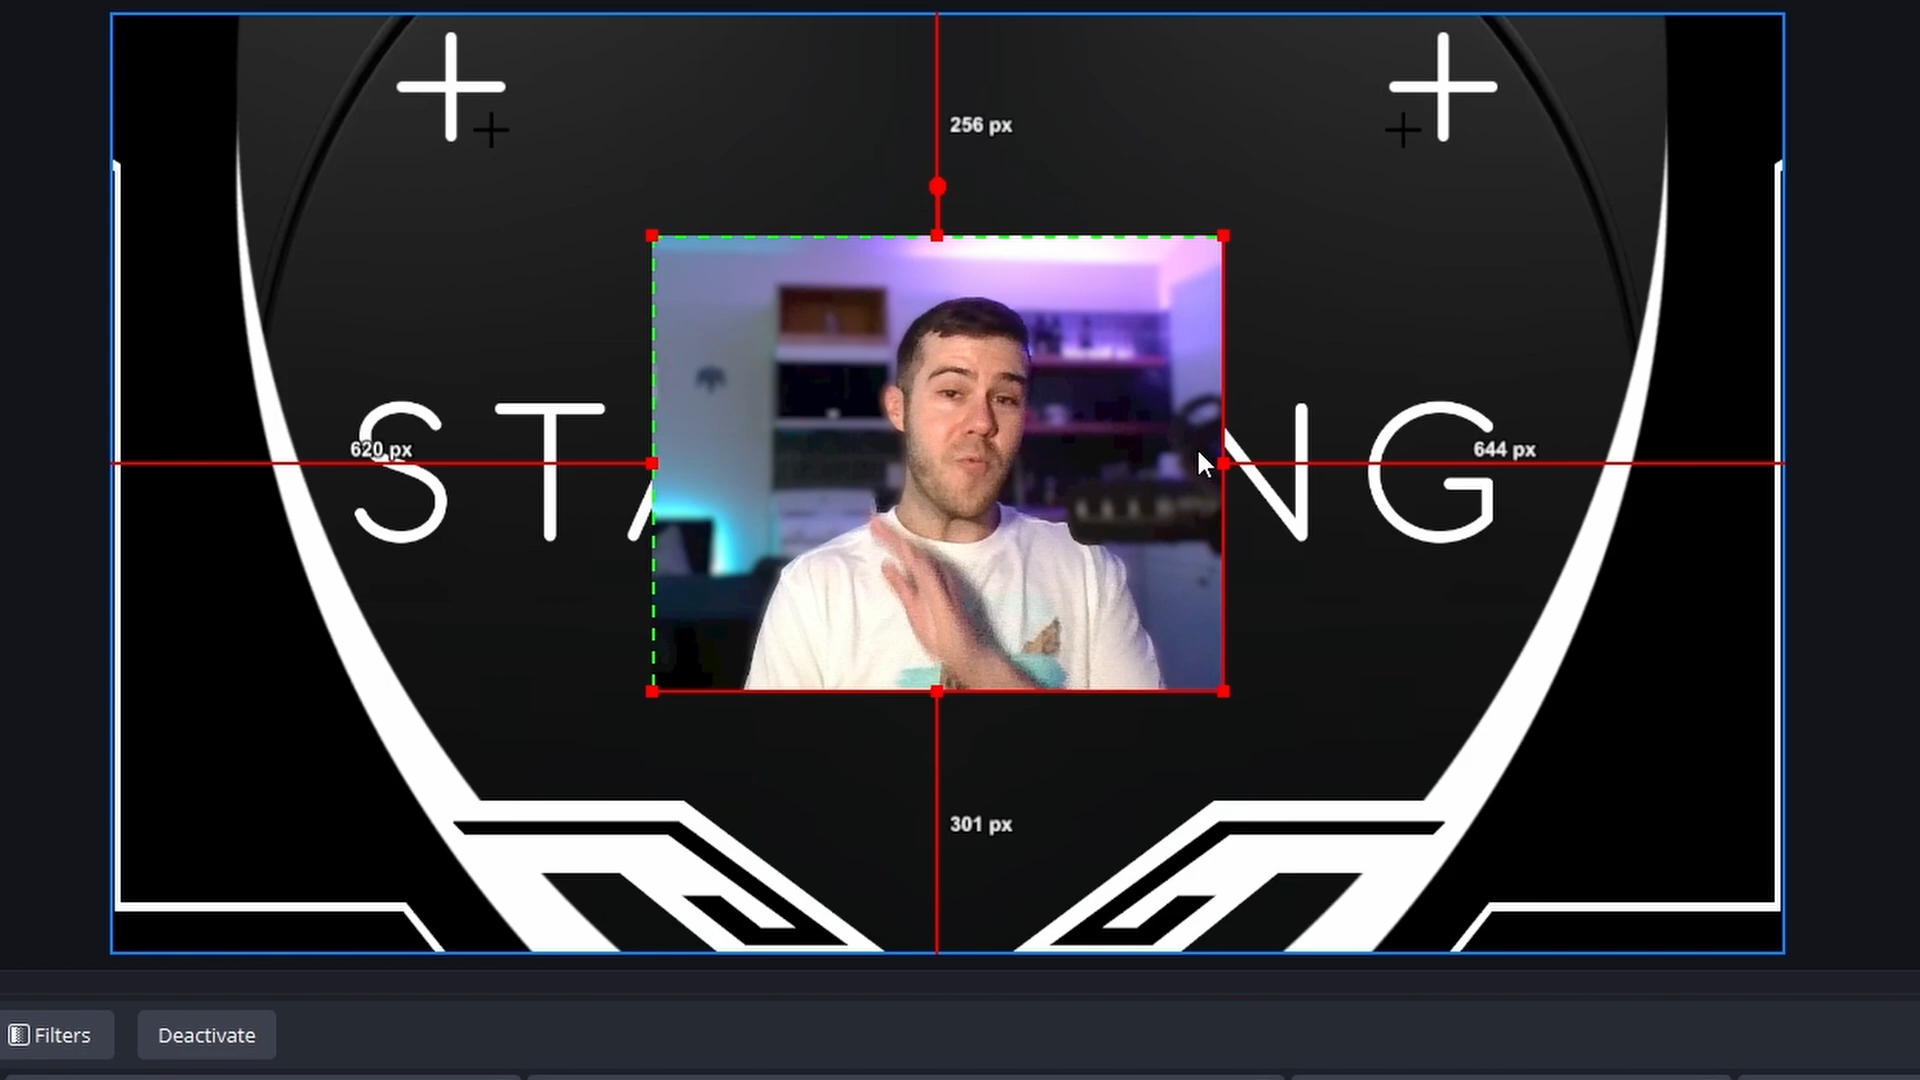 256 px
620 px
644 px
STA NG
301 px
Filters
Deactivate